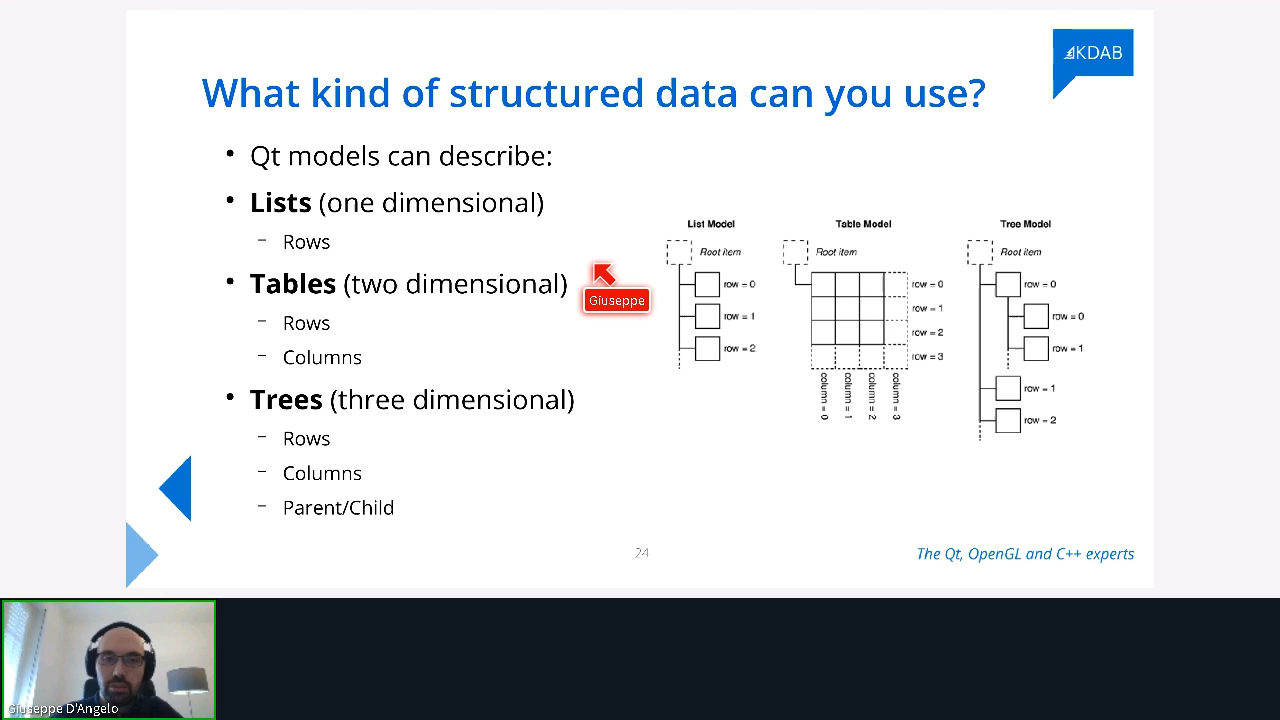 KDAB
What kind of structured data can you use?
• Qt models can describe:
• Lists (one dimensional)
– Rows
• Tables (two dimensional)
– Rows
– Columns
• Trees (three dimensional)
– Rows
– Columns
– Parent/Child
Giuseppe
List Model
Root item
row = 0
row = 1
row = 2
Table Model
Root item
row = 0
row = 1
row = 2
row = 3
column = 0
column = 1
column = 2
column = 3
Tree Model
Root item
row = 0
row = 0
row = 1
row = 1
row = 2
24
The Qt, OpenGL and C++ experts
Giuseppe D'Angelo